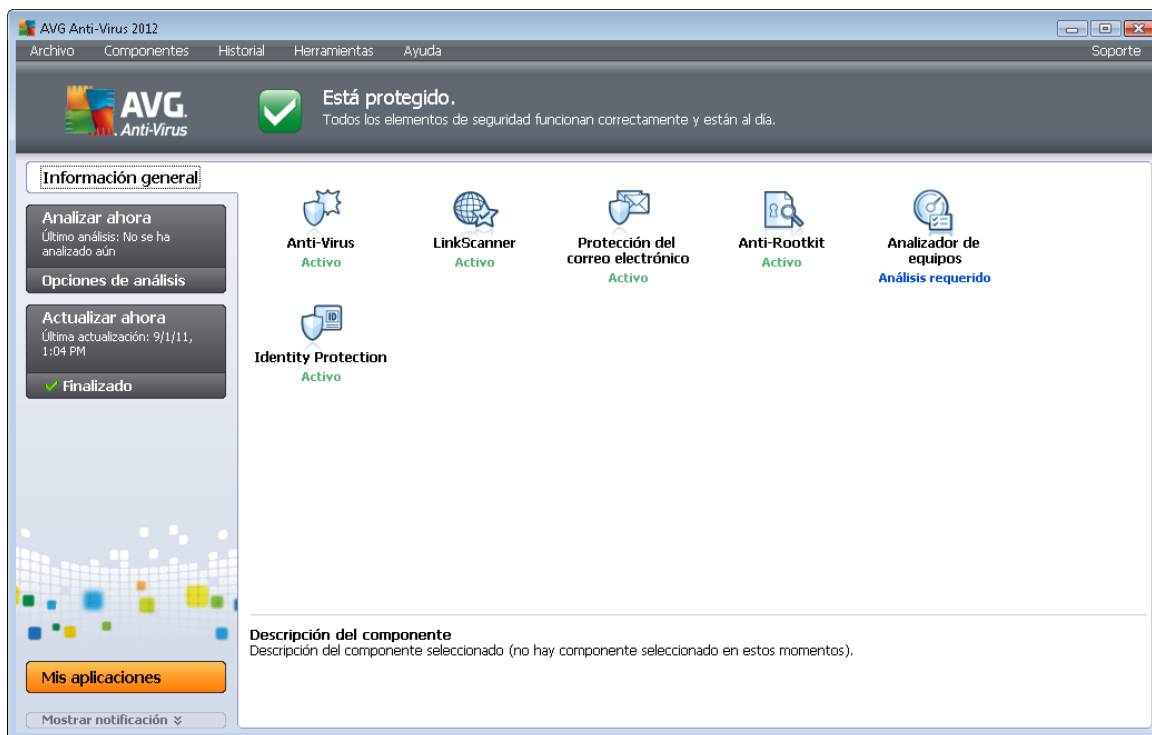 AVG Anti-Virus 2012
Archivo Componentes Historial Herramientas Ayuda Soporte
AVG.
Anti-Virus
Está protegido.
Todos los elementos de seguridad funcionan correctamente y están al día.
Información general
Analizar ahora
Último análisis: No se ha
analizado aún
Opciones de análisis
Actualizar ahora
Última actualización: 9/1/11,
1:04 PM
Finalizado
Anti-Virus
Activo
LinkScanner
Activo
Protección del
correo electrónico
Activo
Anti-Rootkit
Activo
Analizador de
equipos
Análisis requerido
ID
Identity Protection
Activo
Descripción del componente
Descripción del componente seleccionado (no hay componente seleccionado en estos momentos).
Mis aplicaciones
Mostrar notificación